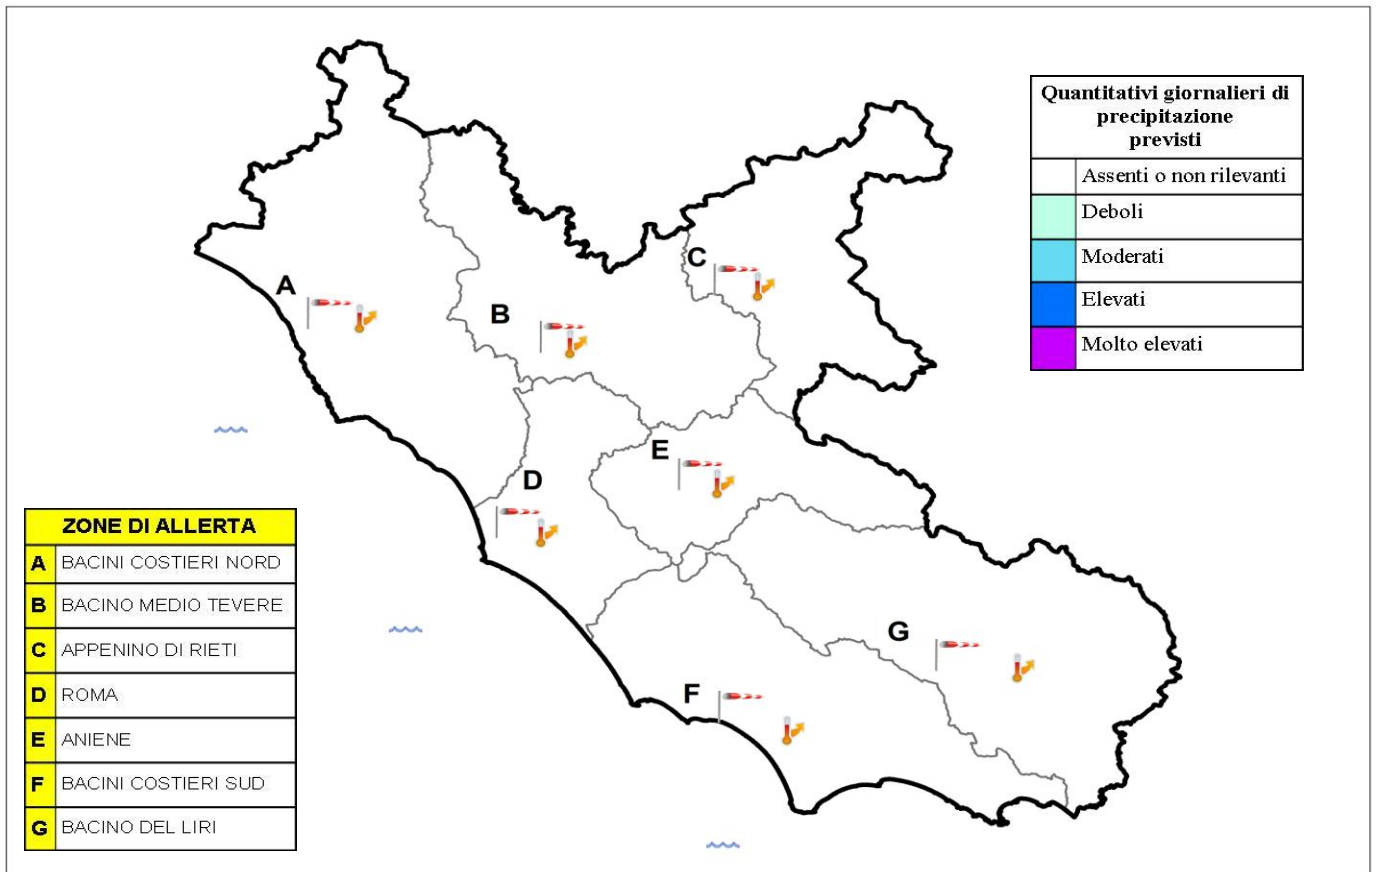 Quantitativi giornalieri di
precipitazione
previsti
Assenti o non rilevanti
Deboli
Moderati
Elevati
Molto elevati
A
B
C
D
E
F
G
ZONE DI ALLERTA
A BACINI COSTIERI NORD
B BACINO MEDIO TEVERE
C APPENINO DI RIETI
D ROMA
E ANIENE
F BACINI COSTIERI SUD
G BACINO DEL LIRI